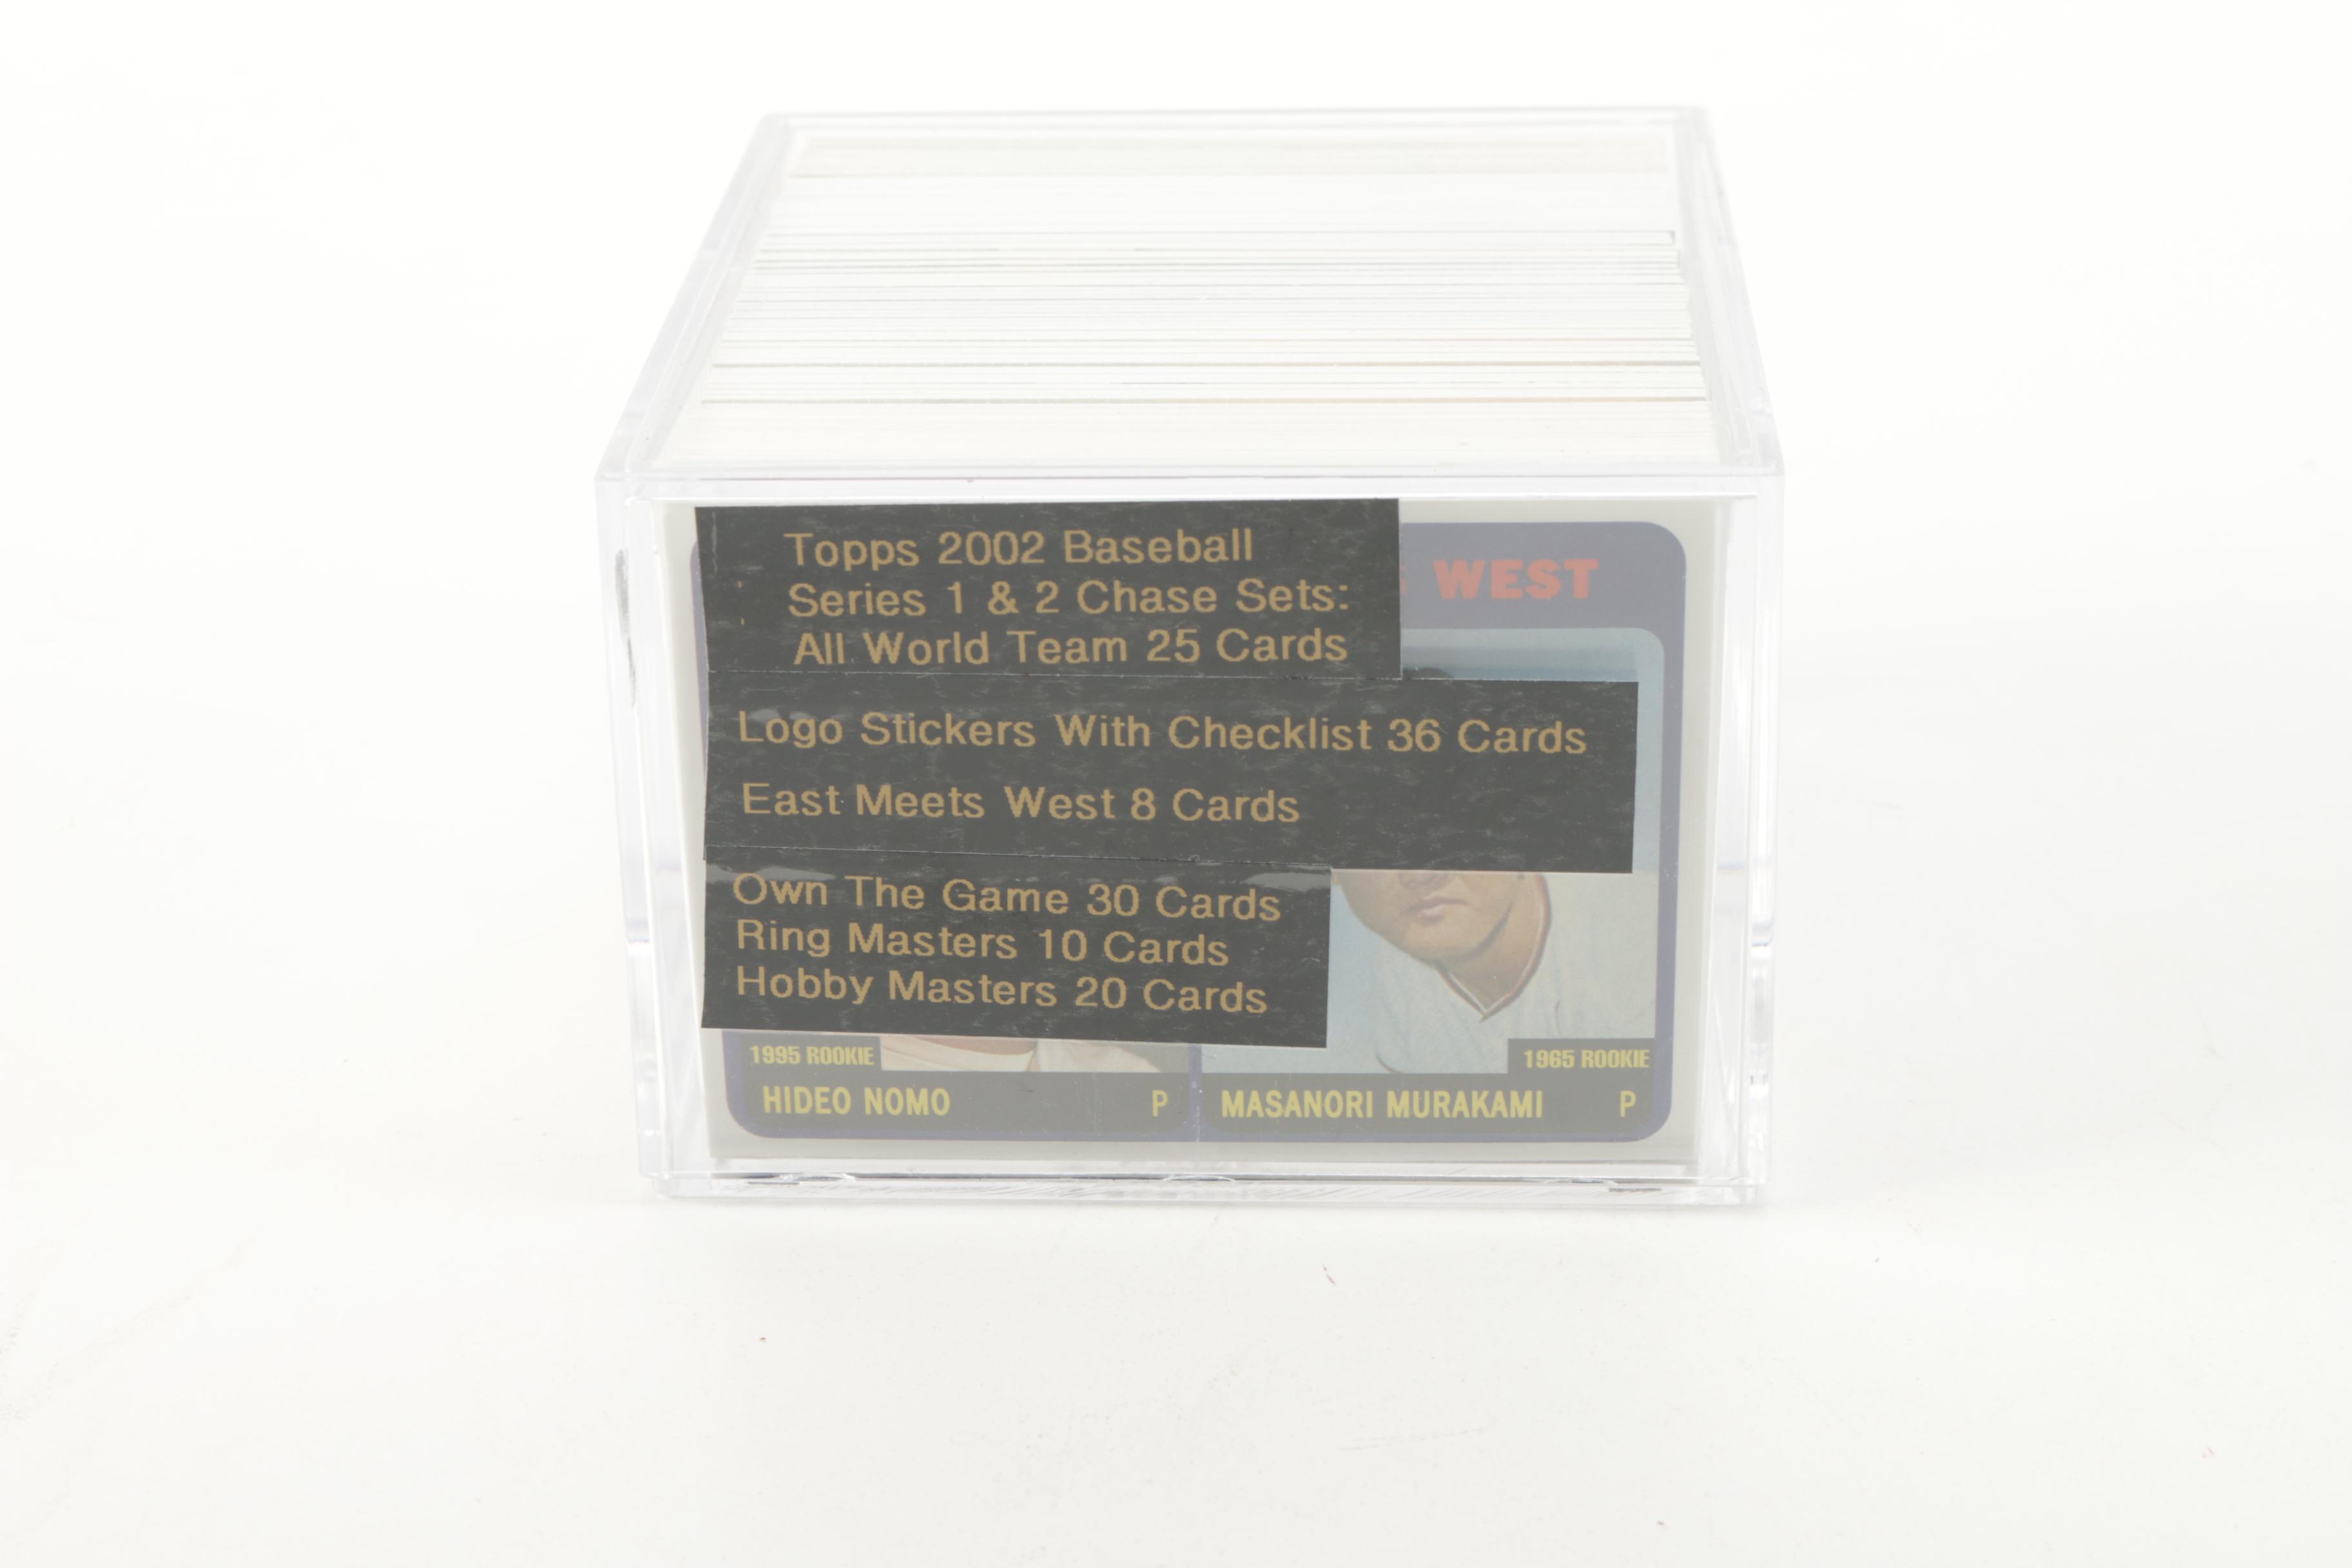 Topps 2002 Baseball
Series 1 & 2 Chase Sets:
All World Team 25 Cards
WEST
Logo Stickers With Checklist 36 Cards
East Meets West 8 Cards
Own The Game 30 Cards
Ring Masters 10 Cards
Hobby Masters 20 Cards
1995 ROOKIE
1965 ROOKIE
HIDEO NOMO P
MASANORI MURAKAMI P